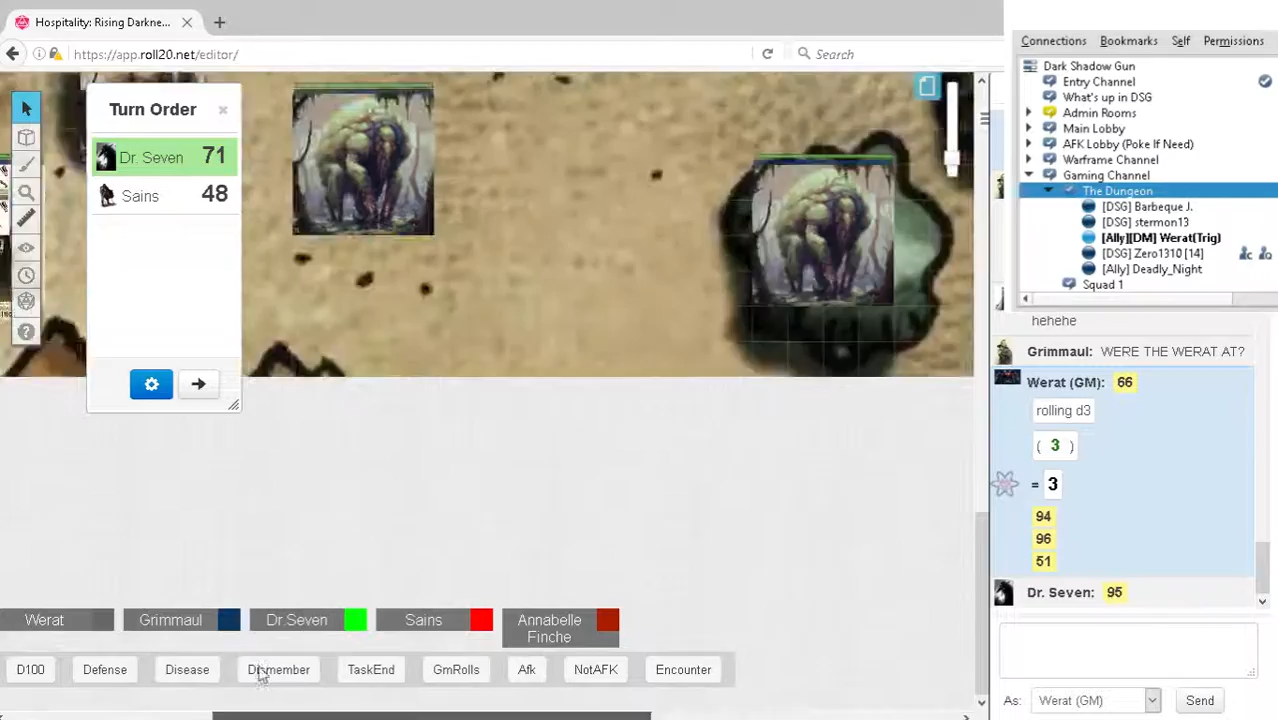 Hospitality: Rising Darkne...
https://app.roll20.net/editor/
Search
Turn Order
Dr. Seven 71
Sains 48
Connections Bookmarks Self Permissions
Dark Shadow Gun
Entry Channel
What's up in DSG
Admin Rooms
Main Lobby
AFK Lobby (Poke If Need)
Warframe Channel
Gaming Channel
The Dungeon
[DSG] Barbeque J.
[DSG] stermon13
[Ally][DM] Werat(Trig)
[DSG] Zero1310 [14]
[Ally] Deadly_Night
Squad 1
hehehe
Grimmaul: WERE THE WERAT AT?
Werat (GM): 66
rolling d3
( 3 )
= 3
94
96
51
Dr. Seven: 95
Werat Grimmaul Dr.Seven Sains Annabelle
Finche
D100 Defense Disease Dismember TaskEnd GmRolls Afk NotAFK Encounter
As: Werat (GM) Send